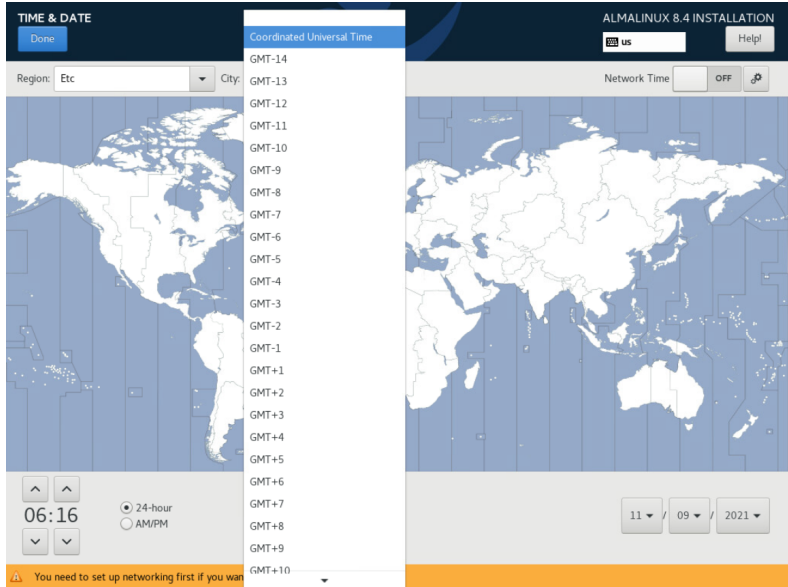 TIME & DATE
ALMALINUX 8.4 INSTALLATION
Done
us
Help!
Region:
Etc
City:
Network Time
OFF
Coordinated Universal Time
GMT-14
GMT-13
GMT-12
GMT-11
GMT-10
GMT-9
GMT-8
GMT-7
GMT-6
GMT-5
GMT-4
GMT-3
GMT-2
GMT-1
GMT+1
GMT+2
GMT+3
GMT+4
GMT+5
GMT+6
GMT+7
GMT+8
GMT+9
GMT+10
06:16
24-hour
AM/PM
11 / 09 / 2021
You need to set up networking first if you wan